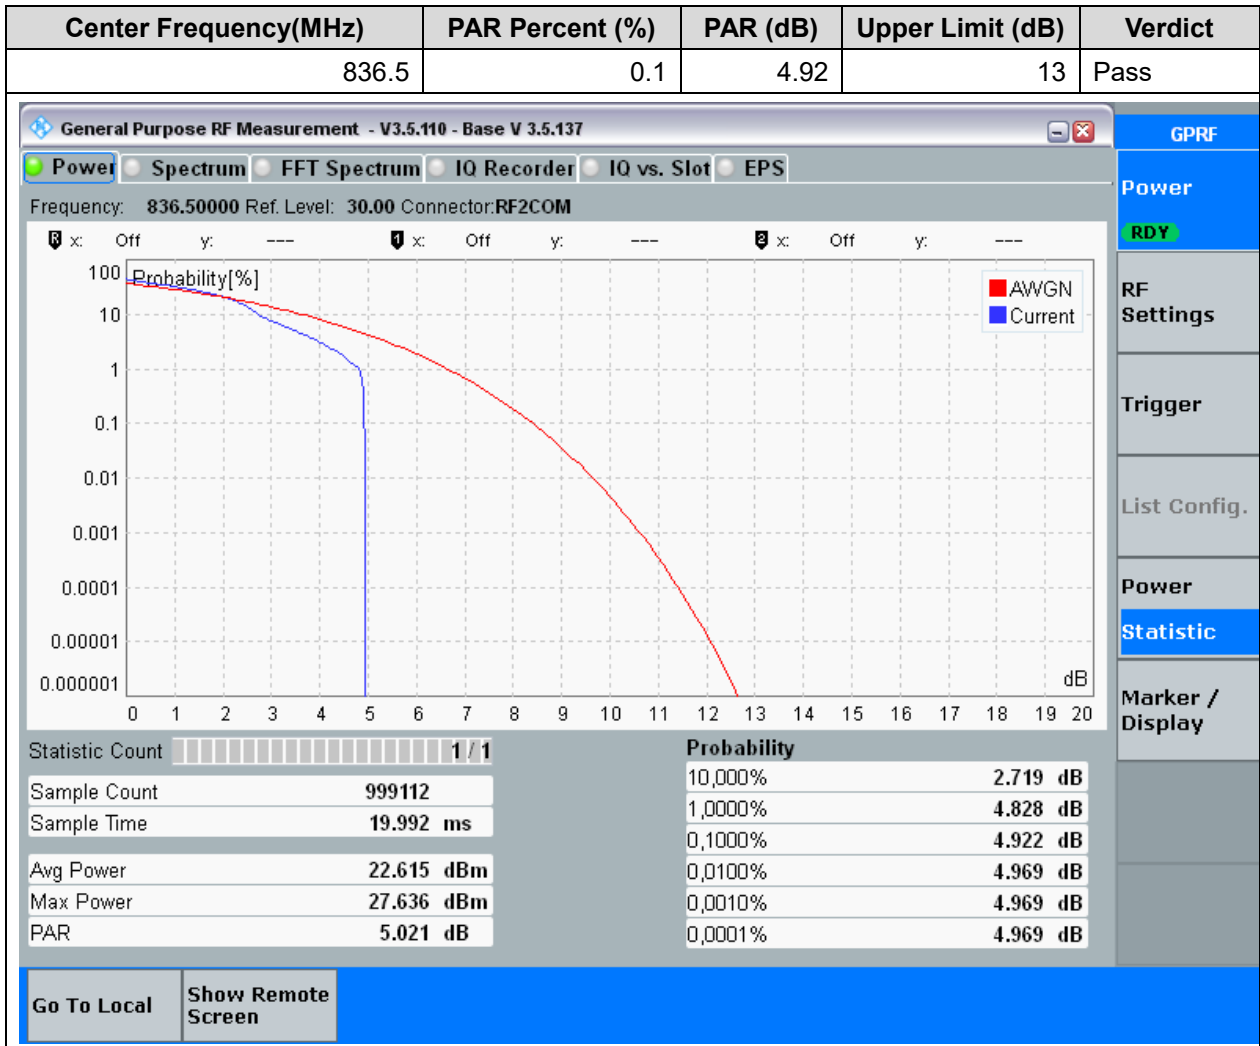 Center Frequency(MHz) PAR Percent (%) PAR (dB) Upper Limit (dB) Verdict
836.5 0.1 4.92 13 Pass
General Purpose RF Measurement - V3.5.110 - Base V 3.5.137
GPRF
Power Spectrum FFT Spectrum IQ Recorder IQ vs. Slot EPS
Power
RDY
Frequency: 836.50000 Ref. Level: 30.00 Connector:RF2COM
R x: Off y: --- 1 x: Off y: --- 2 x: Off y: ---
Probability[%]
AWGN
Current
100
10
1
0.1
0.01
0.001
0.0001
0.00001
0.000001
dB
0 1 2 3 4 5 6 7 8 9 10 11 12 13 14 15 16 17 18 19 20
RF
Settings
Trigger
List Config.
Power
Statistic
Marker /
Display
Statistic Count 1 / 1
Sample Count 999112
Sample Time 19.992 ms
Avg Power 22.615 dBm
Max Power 27.636 dBm
PAR 5.021 dB
Probability
10,000% 2.719 dB
1,0000% 4.828 dB
0,1000% 4.922 dB
0,0100% 4.969 dB
0,0010% 4.969 dB
0,0001% 4.969 dB
Go To Local
Show Remote
Screen